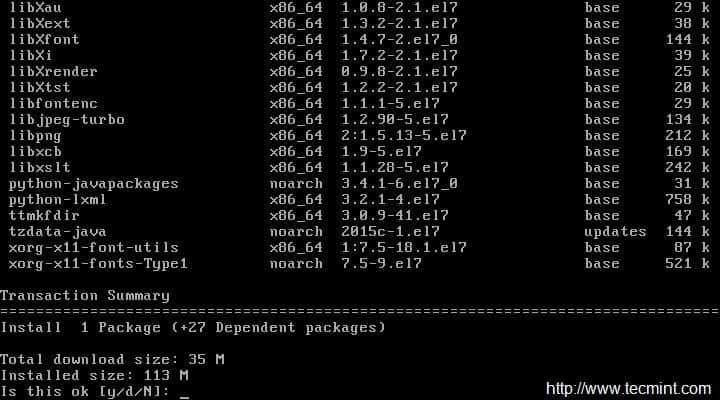 libXau x86_64 1.0.8-2.1.el7 base 29 k
libXext x86_64 1.3.2-2.1.el7 base 38 k
libXfont x86_64 1.4.7-2.el7_0 base 144 k
libXi x86_64 1.7.2-2.1.el7 base 39 k
libXrender x86_64 0.9.8-2.1.el7 base 25 k
libXtst x86_64 1.2.2-2.1.el7 base 20 k
libfontenc x86_64 1.1.1-5.el7 base 29 k
libjpeg-turbo x86_64 1.2.90-5.el7 base 134 k
libpng x86_64 2:1.5.13-5.el7 base 212 k
libxcb x86_64 1.9-5.el7 base 169 k
libxslt x86_64 1.1.28-5.el7 base 242 k
python-javapackages noarch 3.4.1-6.el7_0 base 31 k
python-lxml x86_64 3.2.1-4.el7 base 758 k
ttmkfdir x86_64 3.0.9-41.el7 base 47 k
tzdata-java noarch 2015c-1.el7 updates 144 k
xorg-x11-font-utils x86_64 1:7.5-18.1.el7 base 87 k
xorg-x11-fonts-Type1 noarch 7.5-9.el7 base 521 k
Transaction Summary
================================================================================
Install 1 Package (+27 Dependent packages)
Total download size: 35 M
Installed size: 113 M
Is this ok [y/d/N]: _
http://www.tecmint.com